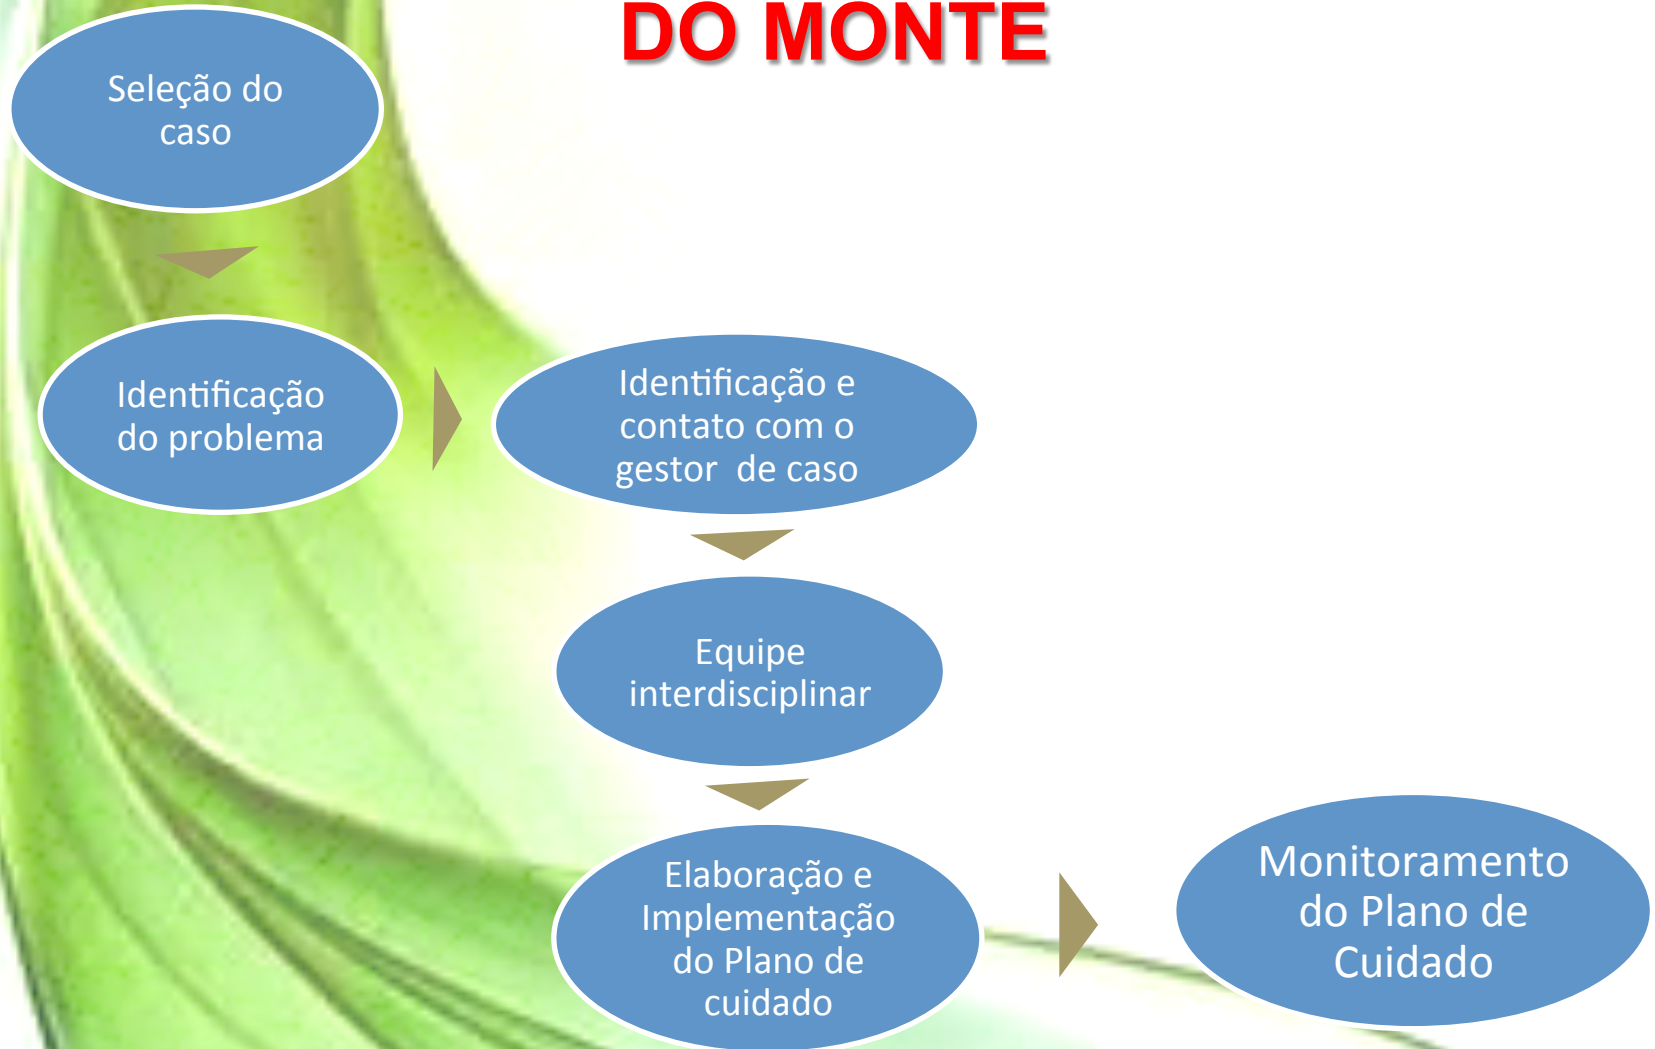 DO MONTE
Seleção do
caso
Identificação
do problema
Identificação e
contato com o
gestor de caso
Equipe
interdisciplinar
Elaboração e
Implementação
do Plano de
cuidado
Monitoramento
do Plano de
Cuidado